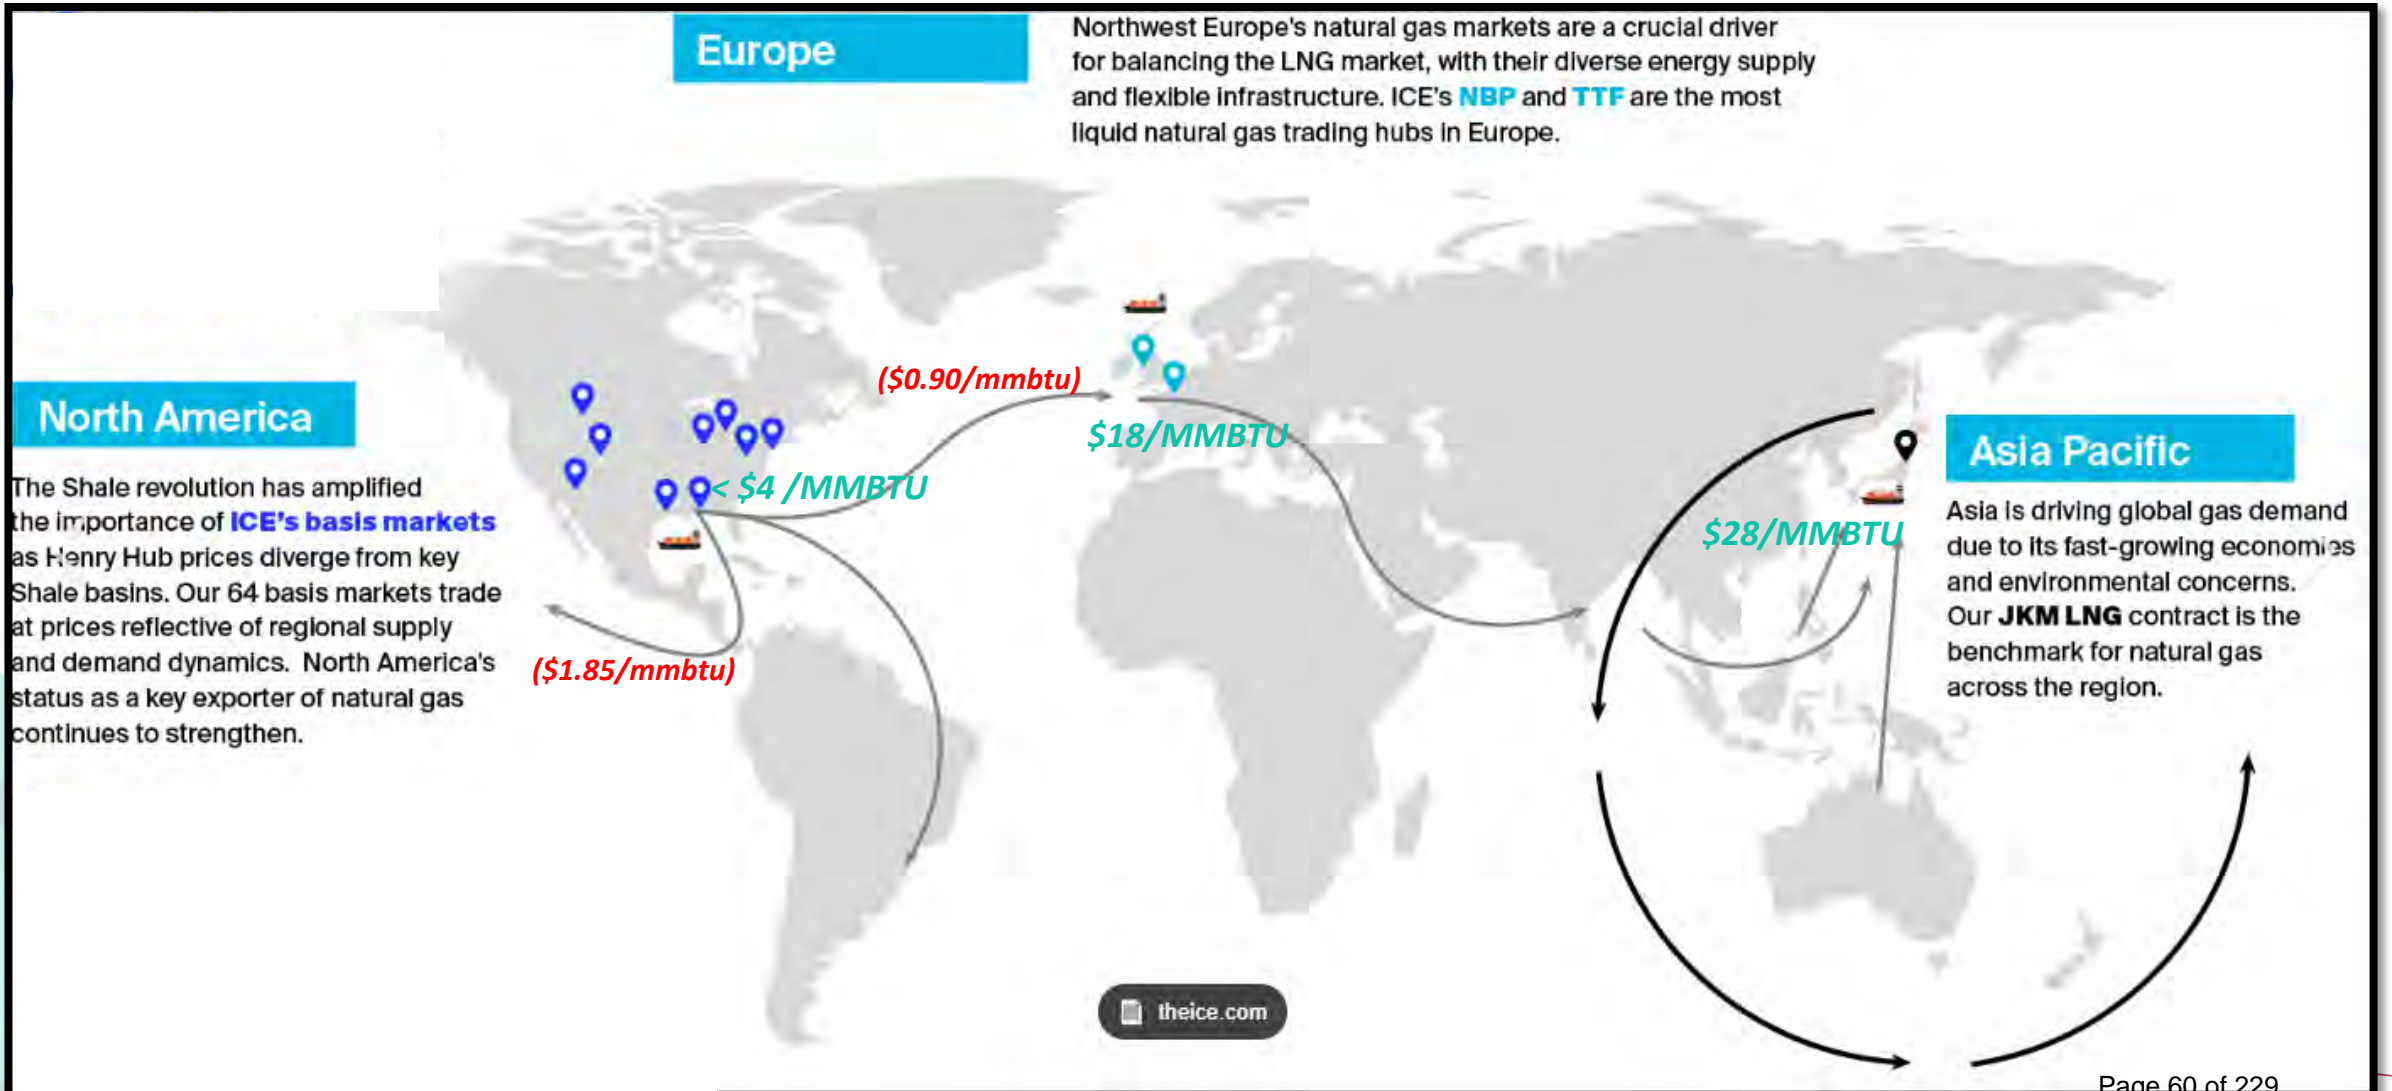 Europe
Northwest Europe's natural gas markets are a crucial driver
for balancing the LNG market, with their diverse energy supply
and flexible infrastructure. ICE's NBP and TTF are the most
liquid natural gas trading hubs in Europe.
North America
The Shale revolution has amplified
the importance of ICE's basis markets
as Henry Hub prices diverge from key
Shale basins. Our 64 basis markets trade
at prices reflective of regional supply
and demand dynamics. North America's
status as a key exporter of natural gas
continues to strengthen.
($0.90/mmbtu)
$18/MMBTU
< $4 /MMBTU
($1.85/mmbtu)
$28/MMBTU
Asia Pacific
Asia is driving global gas demand
due to its fast-growing economies
and environmental concerns.
Our JKM LNG contract is the
benchmark for natural gas
across the region.
theice.com
Page 60 of 229